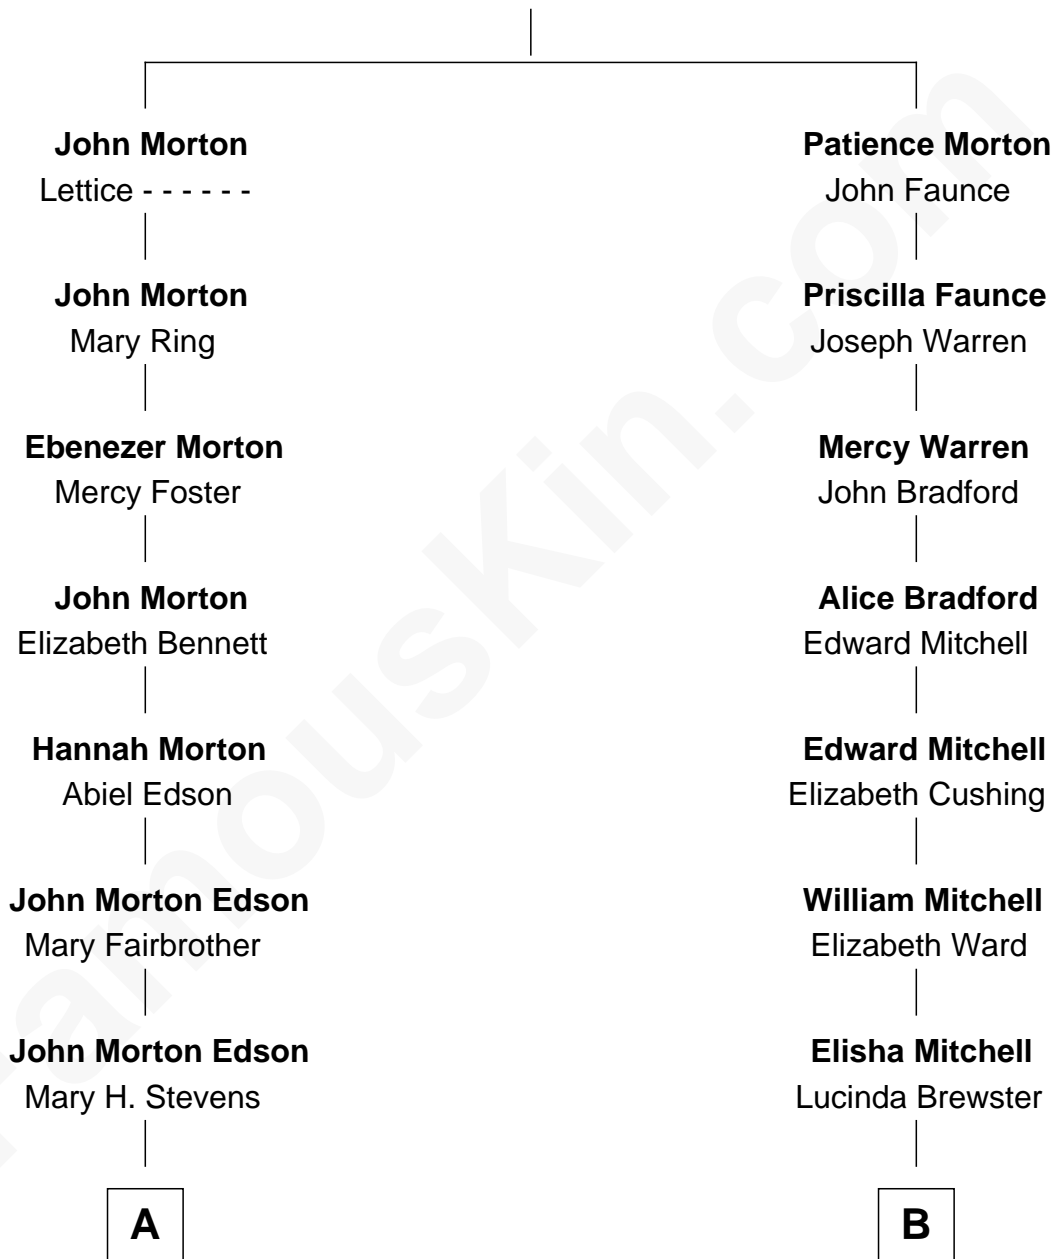 John Morton
Lettice - - - - - -
John Morton
Mary Ring
Ebenezer Morton
Mercy Foster
John Morton
Elizabeth Bennett
Hannah Morton
Abiel Edson
John Morton Edson
Mary Fairbrother
John Morton Edson
Mary H. Stevens
A
Patience Morton
John Faunce
Priscilla Faunce
Joseph Warren
Mercy Warren
John Bradford
Alice Bradford
Edward Mitchell
Edward Mitchell
Elizabeth Cushing
William Mitchell
Elizabeth Ward
Elisha Mitchell
Lucinda Brewster
B
FamousKin.com